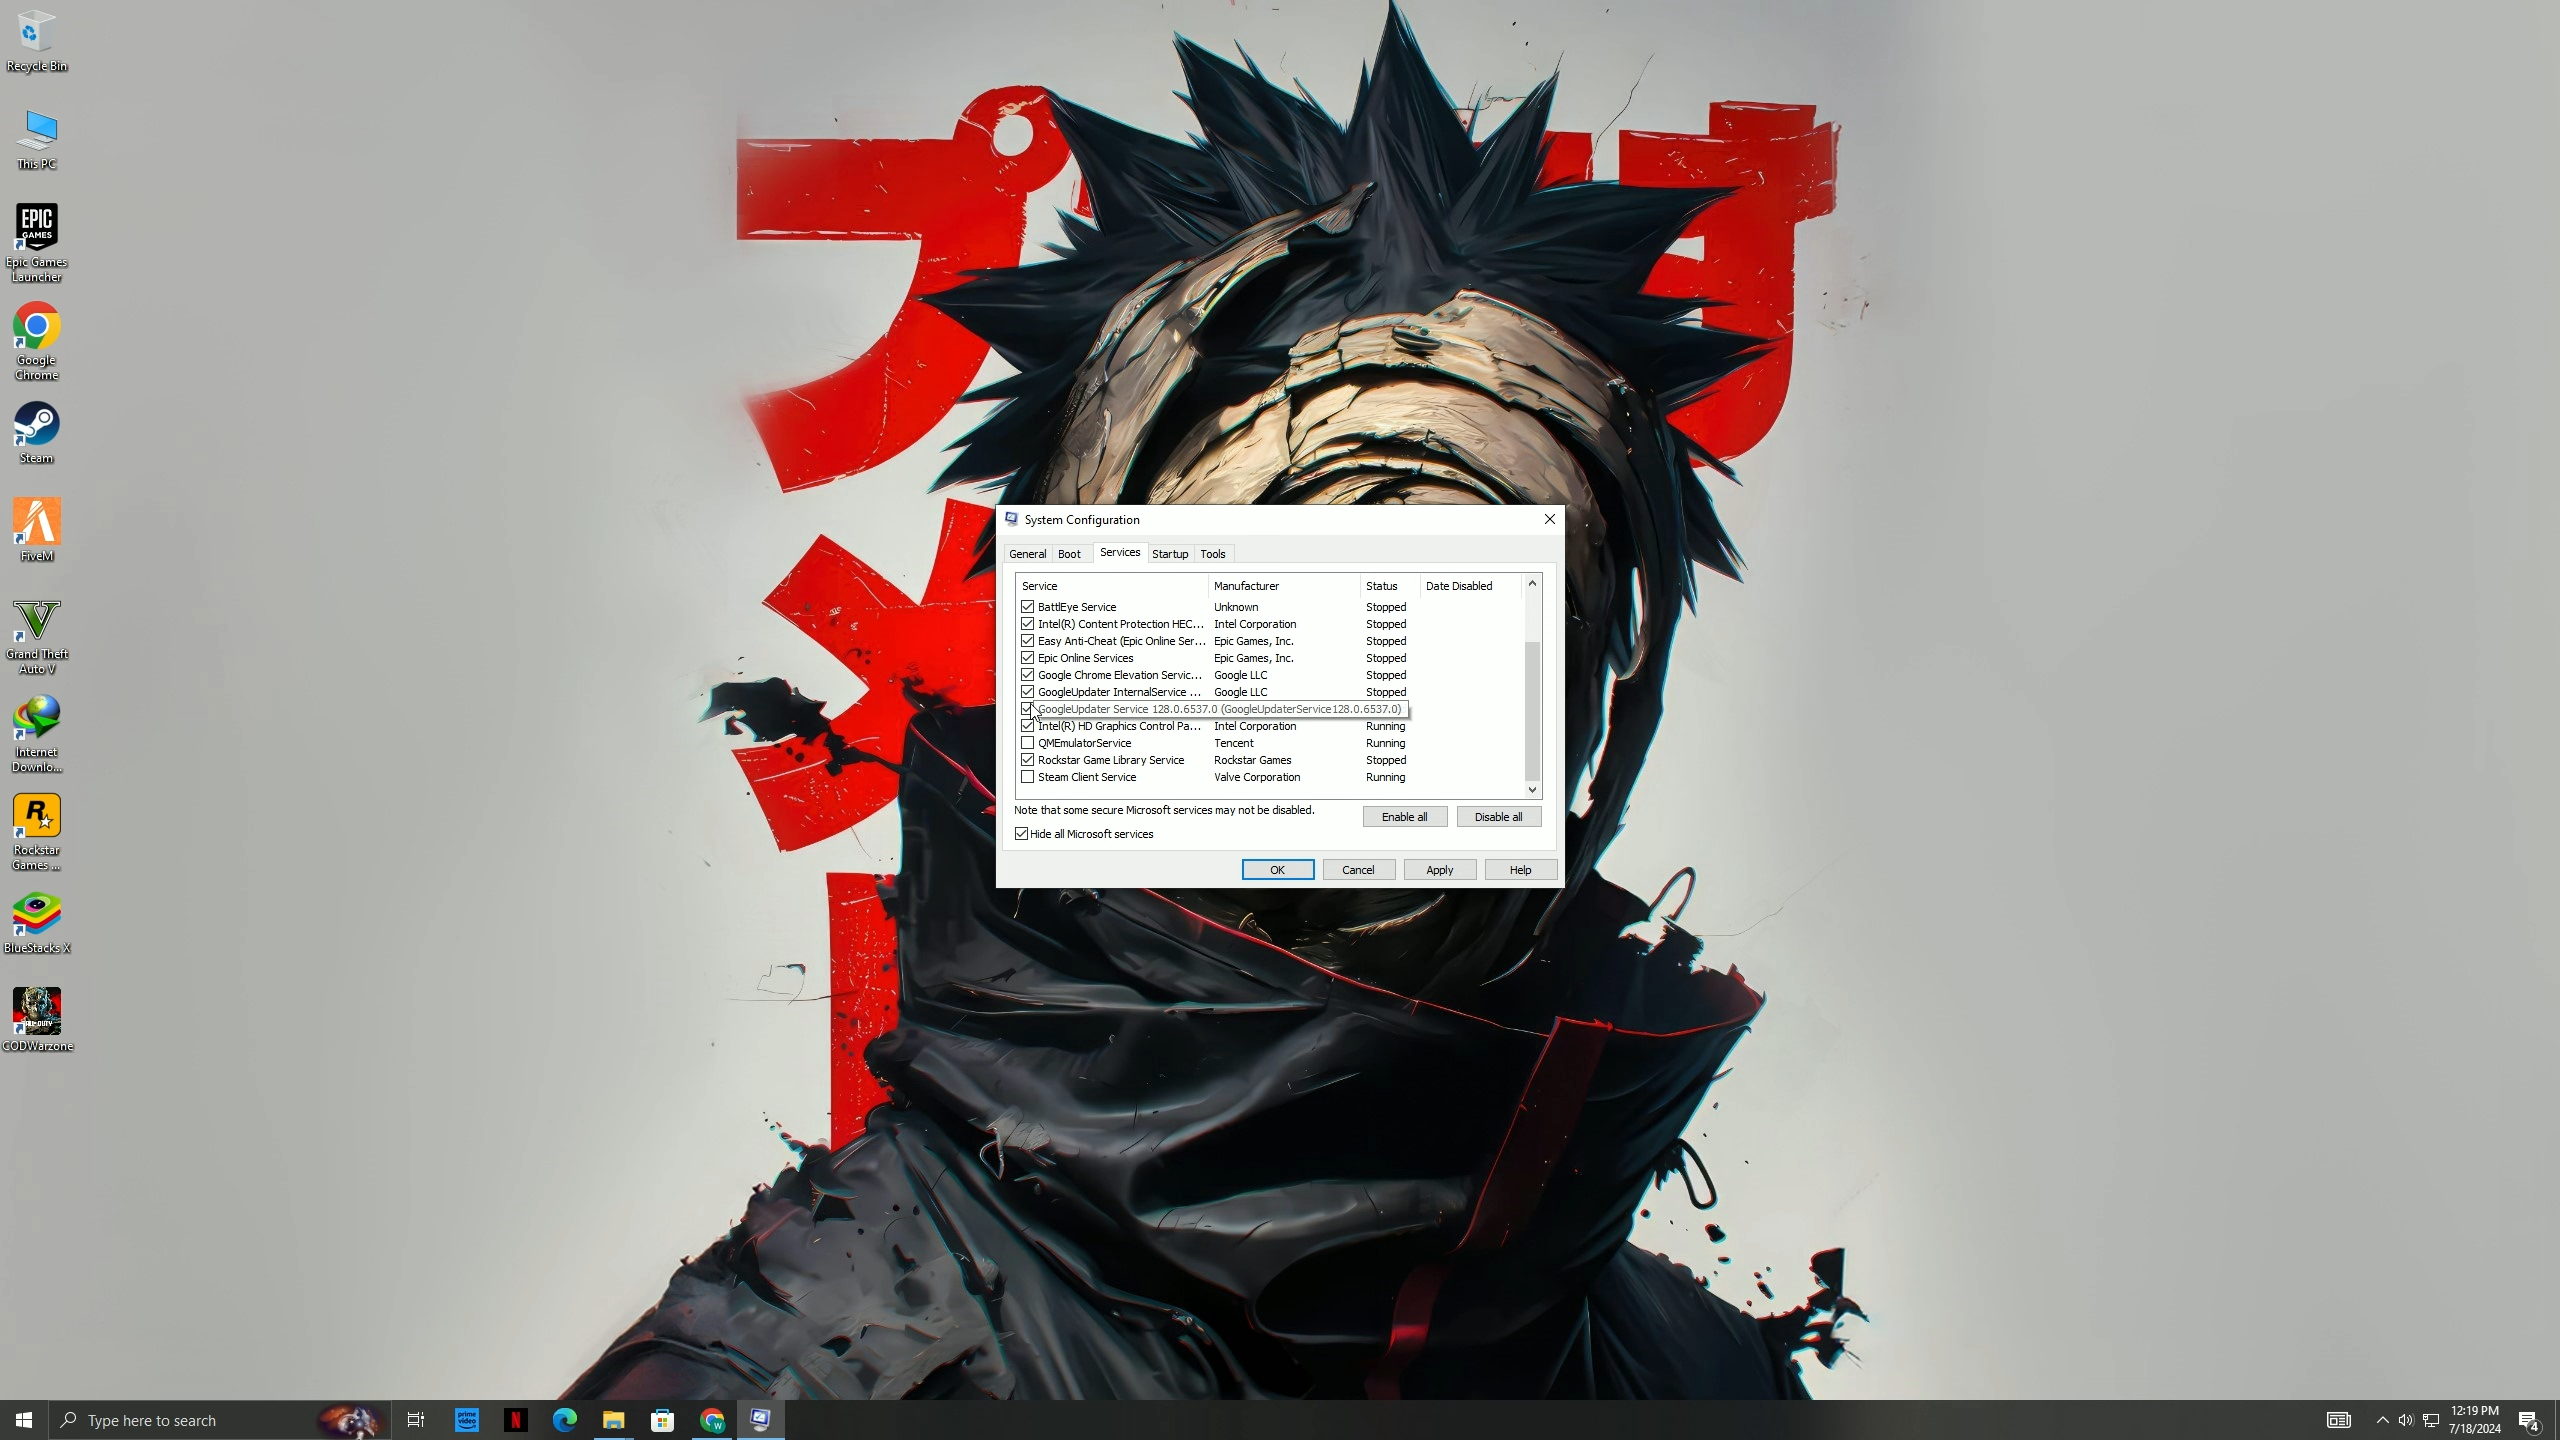 Recycle Bin
This PC
EPIC
GAMES
Epic Games
Launcher
Google
Chrome
Steam
FiveM
Grand Theft
Auto V
Internet
Downlo...
R
Rockstar
Games ...
BlueStacks X
CODWarzone
System Configuration
General Boot Services Startup Tools
Service Manufacturer Status Date Disabled
BattlEye Service Unknown Stopped
Intel(R) Content Protection HEC... Intel Corporation Stopped
Easy Anti-Cheat (Epic Online Ser... Epic Games, Inc. Stopped
Epic Online Services Epic Games, Inc. Stopped
Google Chrome Elevation Servic... Google LLC Stopped
GoogleUpdater InternalService ... Google LLC Stopped
GoogleUpdater Service 128.0.6537.0 (GoogleUpdaterService128.0.6537.0)
Intel(R) HD Graphics Control Pa... Intel Corporation Running
QMEmulatorService Tencent Running
Rockstar Game Library Service Rockstar Games Stopped
Steam Client Service Valve Corporation Running
Note that some secure Microsoft services may not be disabled.
Enable all Disable all
Hide all Microsoft services
OK Cancel Apply Help
Type here to search
prime
video
N
W
12:19 PM
7/18/2024
4